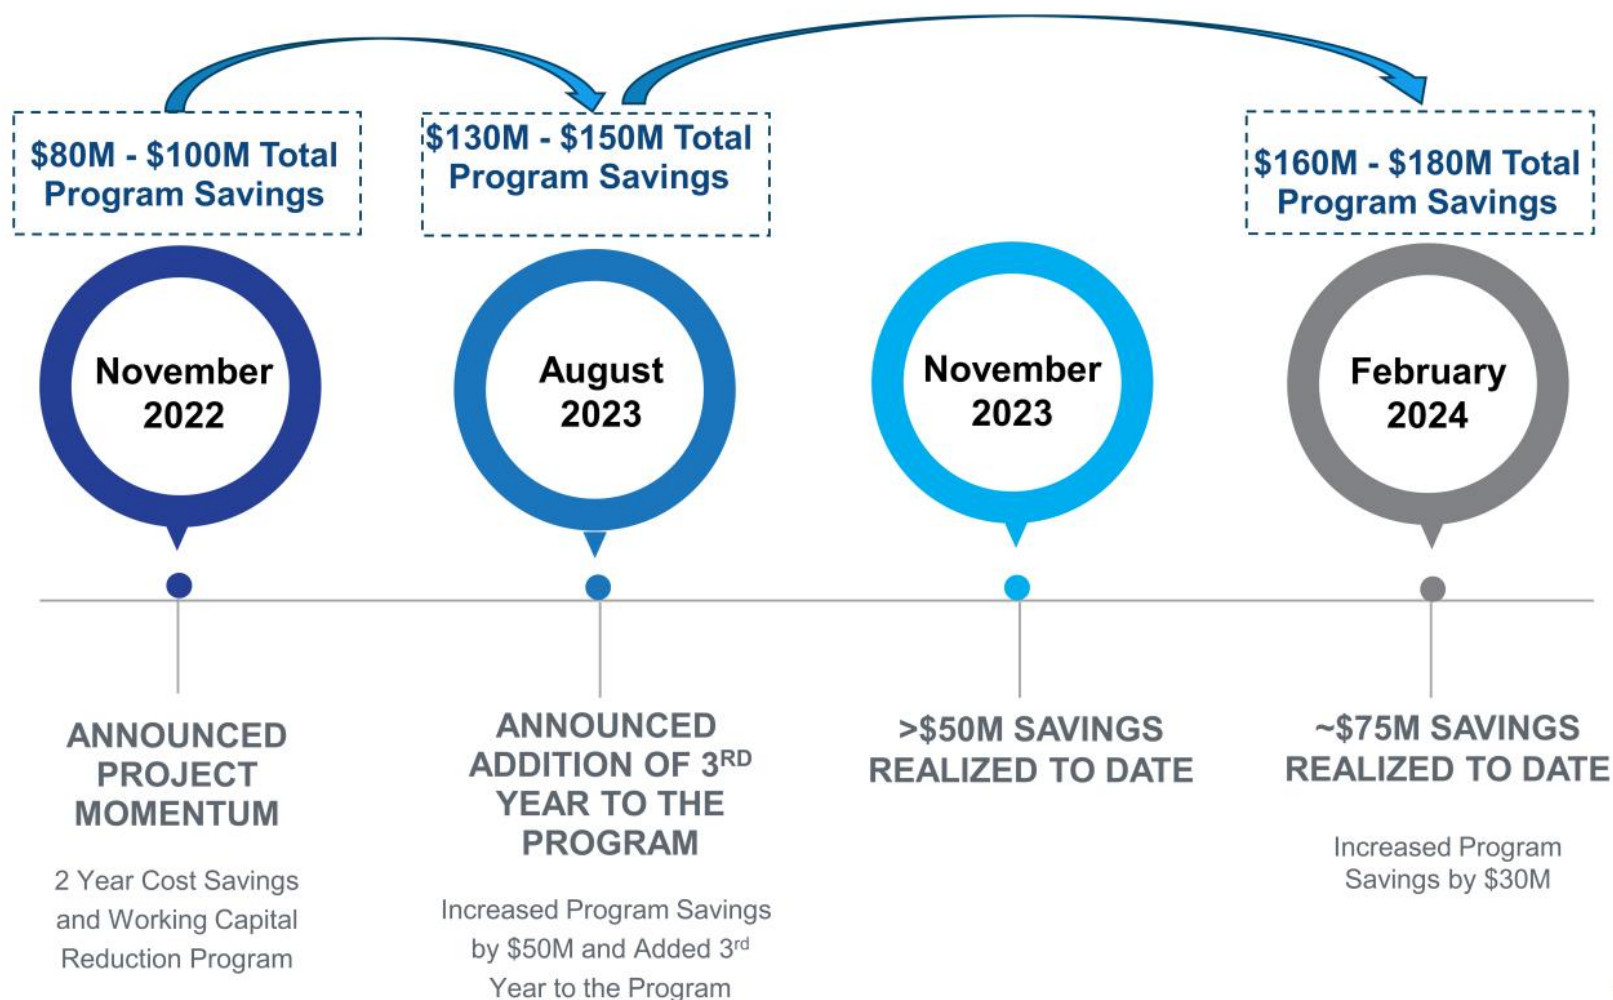 $80M - $100M Total
Program Savings
$130M - $150M Total
Program Savings
$160M - $180M Total
Program Savings
November
2022
August
2023
November
2023
February
2024
ANNOUNCED
PROJECT
MOMENTUM
2 Year Cost Savings
and Working Capital
Reduction Program
ANNOUNCED
ADDITION OF 3RD
YEAR TO THE
PROGRAM
Increased Program Savings
by $50M and Added 3rd
Year to the Program
>$50M SAVINGS
REALIZED TO DATE
~$75M SAVINGS
REALIZED TO DATE
Increased Program
Savings by $30M